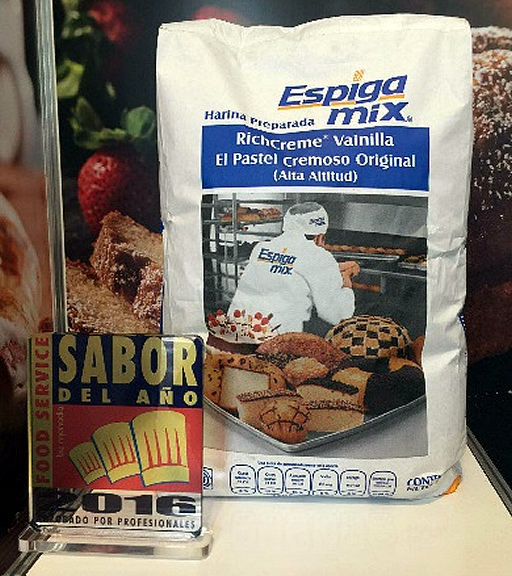 Espiga
mix
Harina Preparada
RichCreme® Vainilla
El Pastel Cremoso Original
(Alta Altitud)
Espiga
mix
FOOD SERVICE
SABOR
DEL AÑO
2016
POR PROFESIONALES